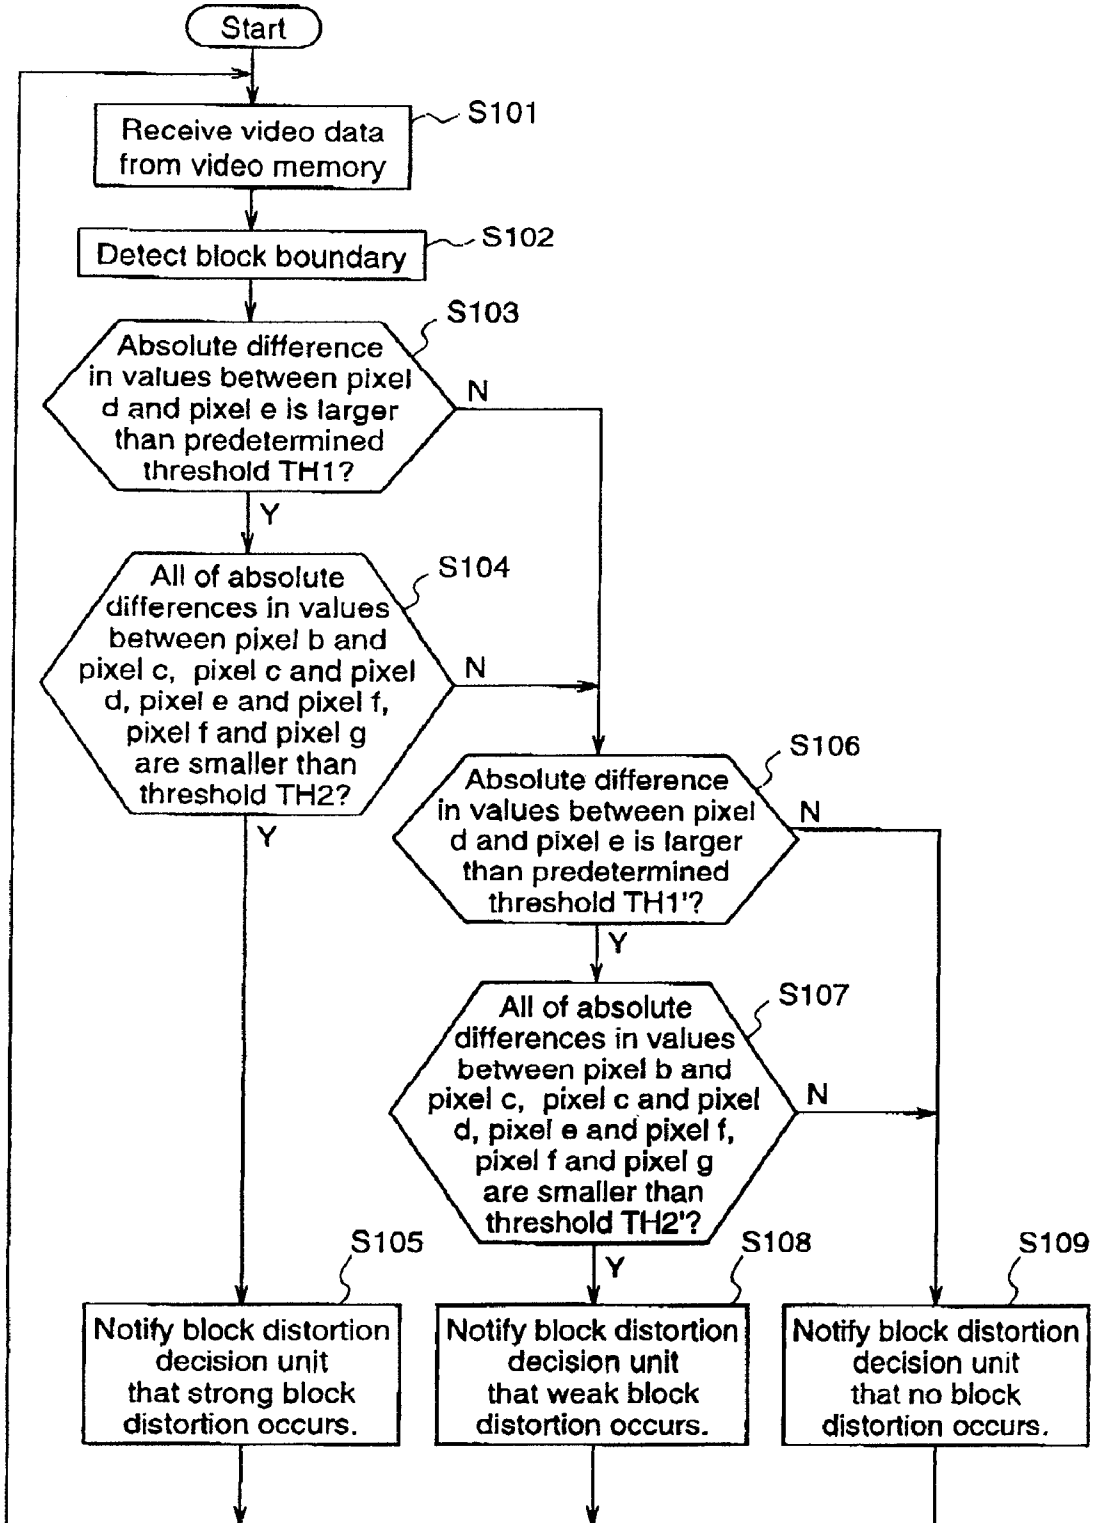 Start
S101
Receive video data
from video memory
S102
Detect block boundary
S103
Absolute difference
in values between pixel
d and pixel e is larger
than predetermined
threshold TH1?
N
Y
S104
All of absolute
differences in values
between pixel b and
pixel c, pixel c and pixel
d, pixel e and pixel f,
pixel f and pixel g
are smaller than
threshold TH2?
N
Y
S106
Absolute difference
in values between pixel
d and pixel e is larger
than predetermined
threshold TH1'?
N
Y
S107
All of absolute
differences in values
between pixel b and
pixel c, pixel c and pixel
d, pixel e and pixel f,
pixel f and pixel g
are smaller than
threshold TH2'?
N
Y
S105
Notify block distortion
decision unit
that strong block
distortion occurs.
S108
Notify block distortion
decision unit
that weak block
distortion occurs.
S109
Notify block distortion
decision unit
that no block
distortion occurs.